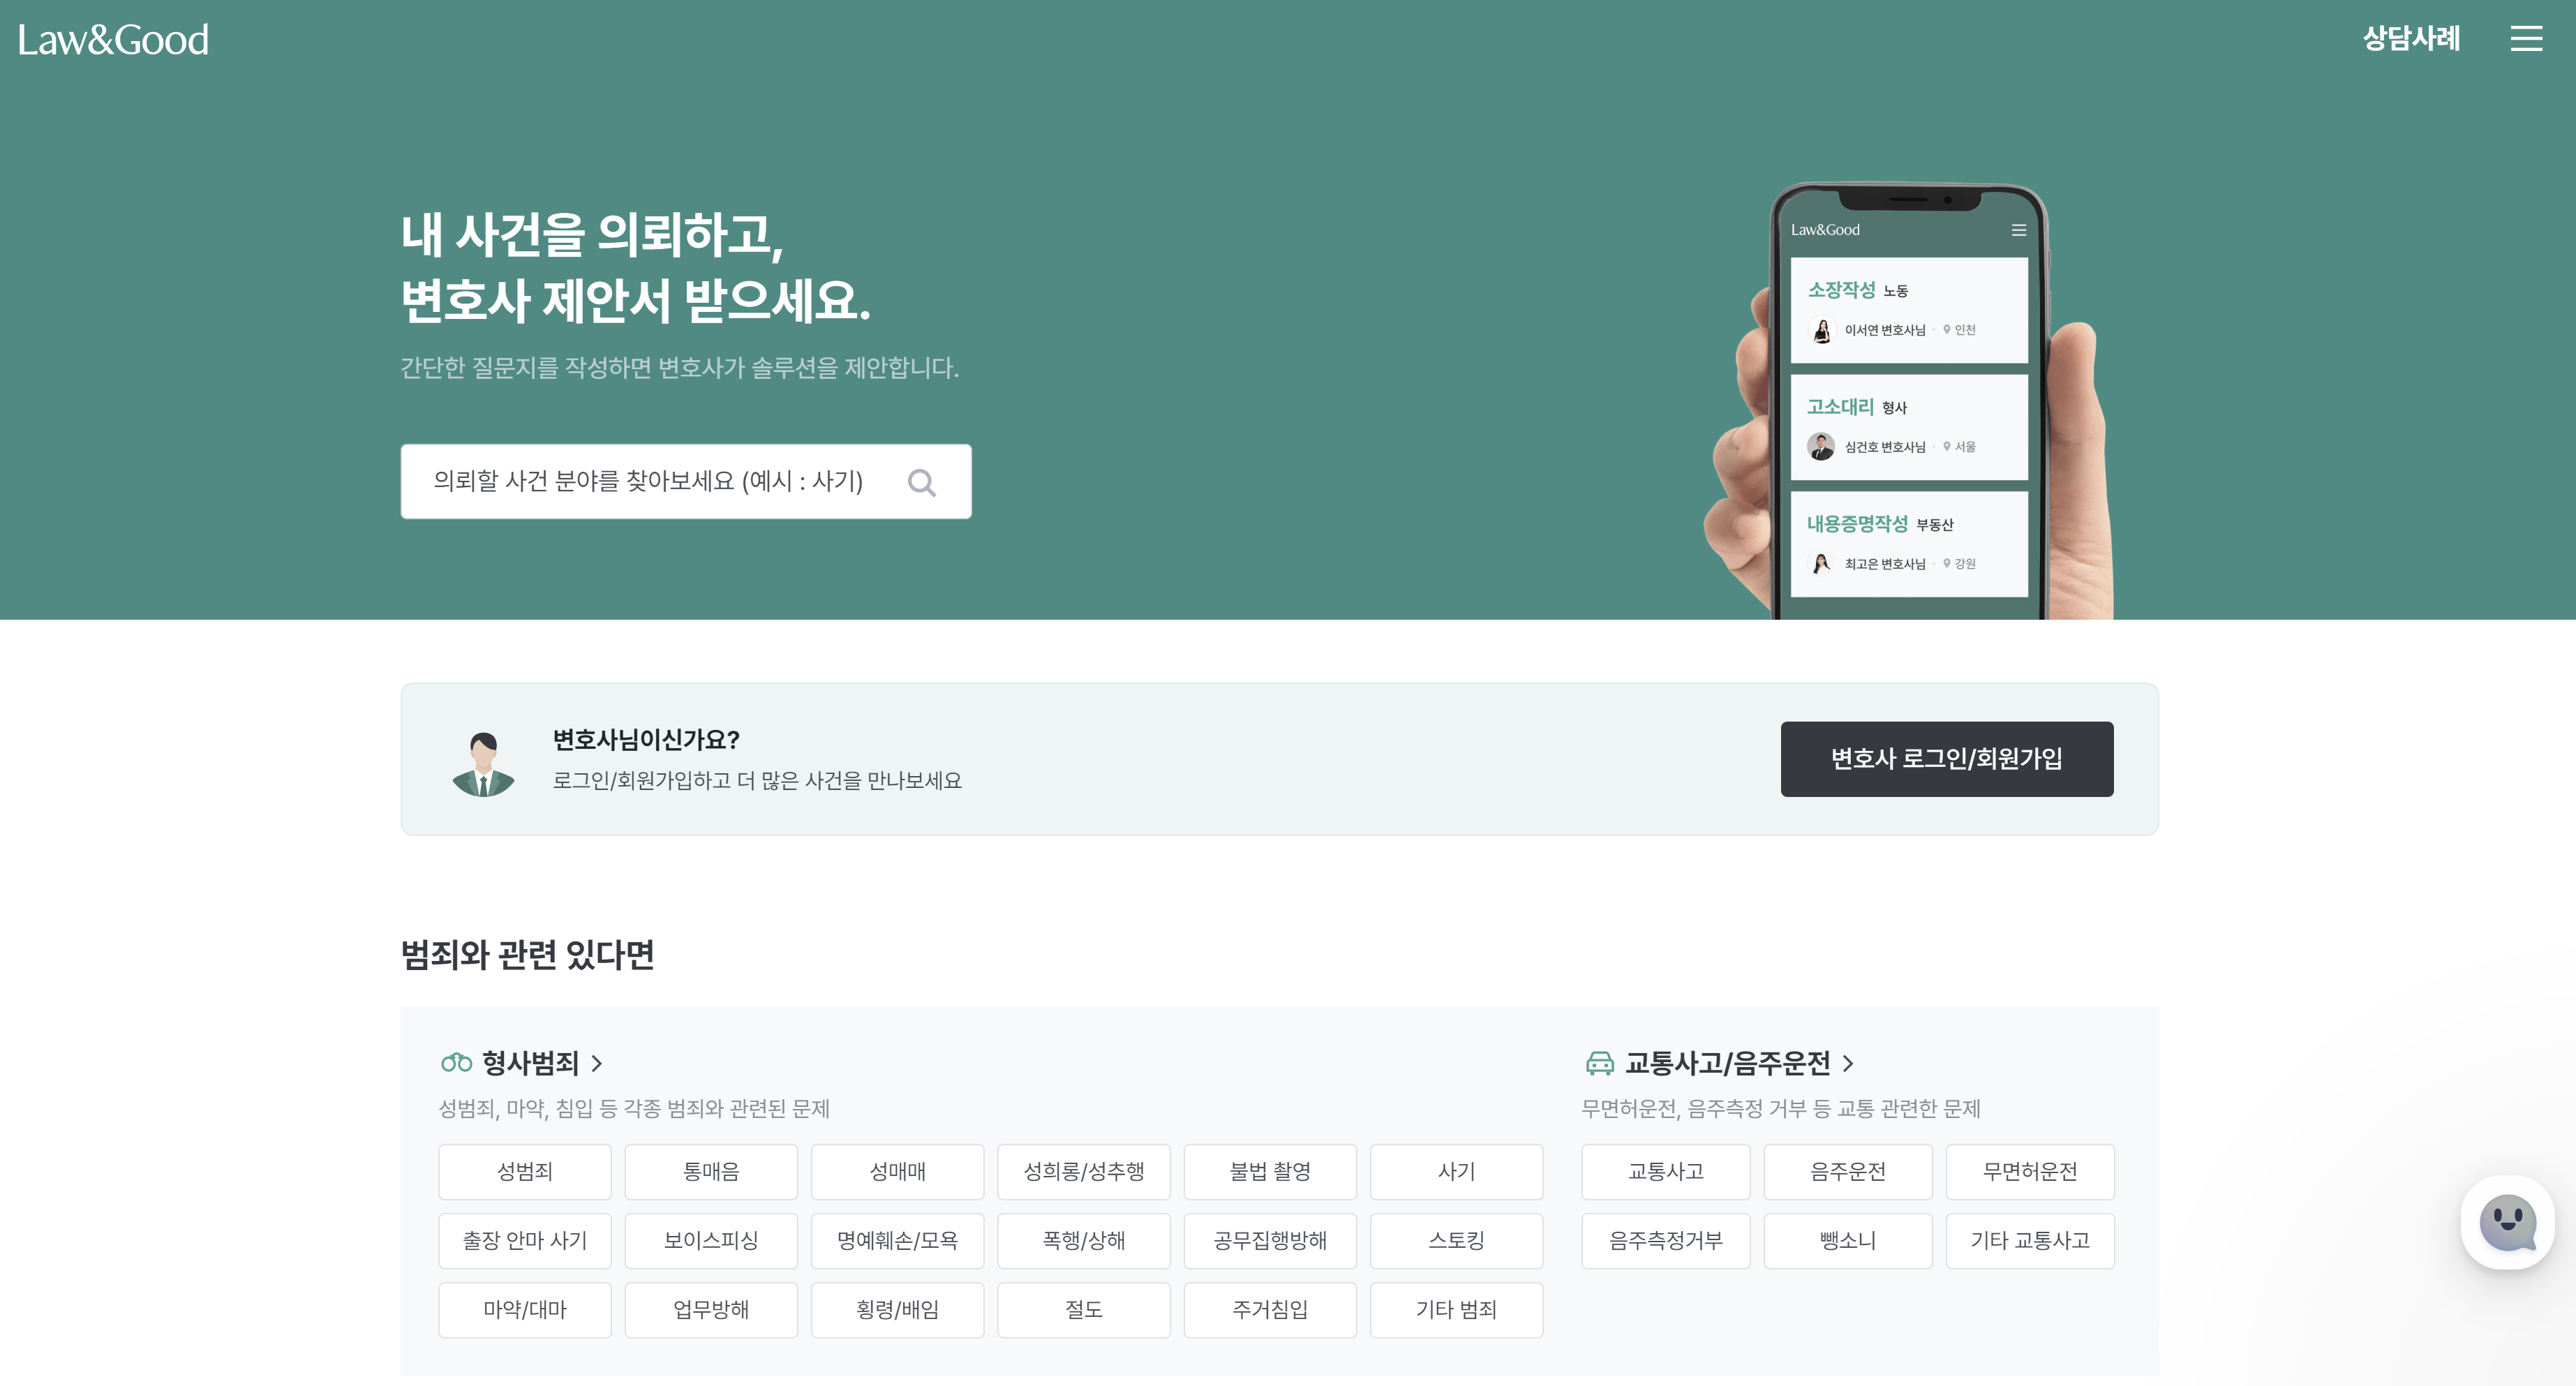 Law&Good
상담사례
내 사건을 의뢰하고,
변호사 제안서 받으세요.
간단한 질문지를 작성하면 변호사가 솔루션을 제안합니다.
의뢰할 사건 분야를 찾아보세요 (예시 : 사기)
Law&Good
소장작성 노동
이서연 변호사님 · 인천
고소대리 형사
심건호 변호사님 · 서울
내용증명작성 부동산
최고은 변호사님 · 강원
변호사님이신가요?
로그인/회원가입하고 더 많은 사건을 만나보세요
변호사 로그인/회원가입
범죄와 관련 있다면
형사범죄
성범죄, 마약, 침입 등 각종 범죄와 관련된 문제
성범죄 통매음 성매매 성희롱/성추행 불법 촬영 사기
출장 안마 사기 보이스피싱 명예훼손/모욕 폭행/상해 공무집행방해 스토킹
마약/대마 업무방해 횡령/배임 절도 주거침입 기타 범죄
교통사고/음주운전
무면허운전, 음주측정 거부 등 교통 관련한 문제
교통사고 음주운전 무면허운전
음주측정거부 뺑소니 기타 교통사고